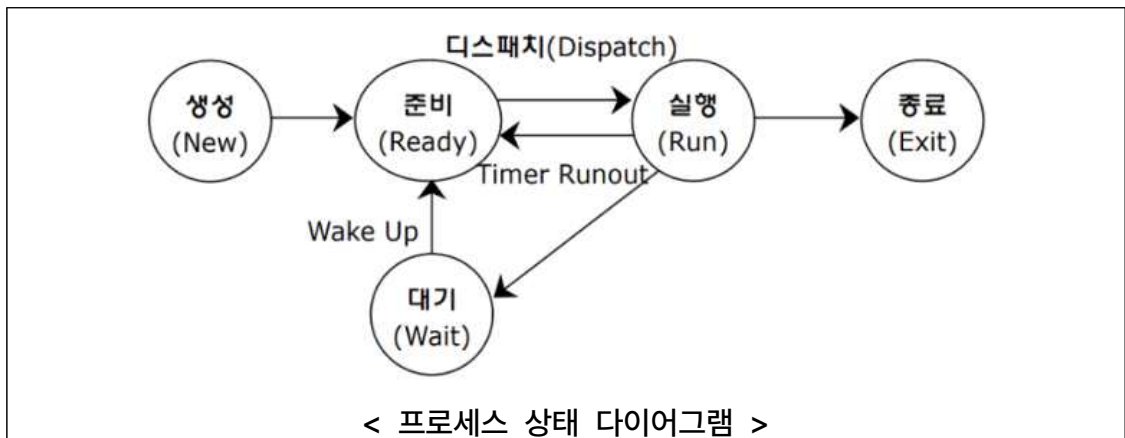 디스패치(Dispatch)
생성
(New)
준비
(Ready)
실행
(Run)
종료
(Exit)
Timer Runout
Wake Up
대기
(Wait)
< 프로세스 상태 다이어그램 >